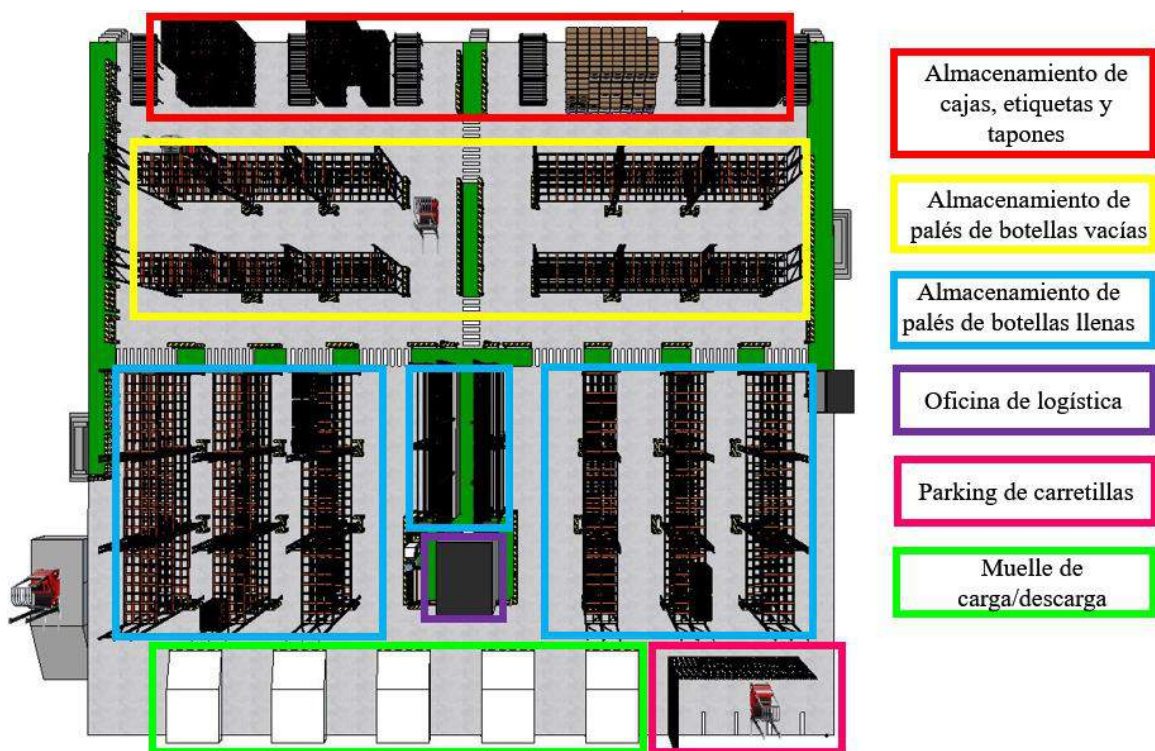 Almacenamiento de
cajas, etiquetas y
tapones
Almacenamiento de
palés de botellas vacías
Almacenamiento de
palés de botellas llenas
Oficina de logística
Parking de carretillas
Muelle de
carga/descarga